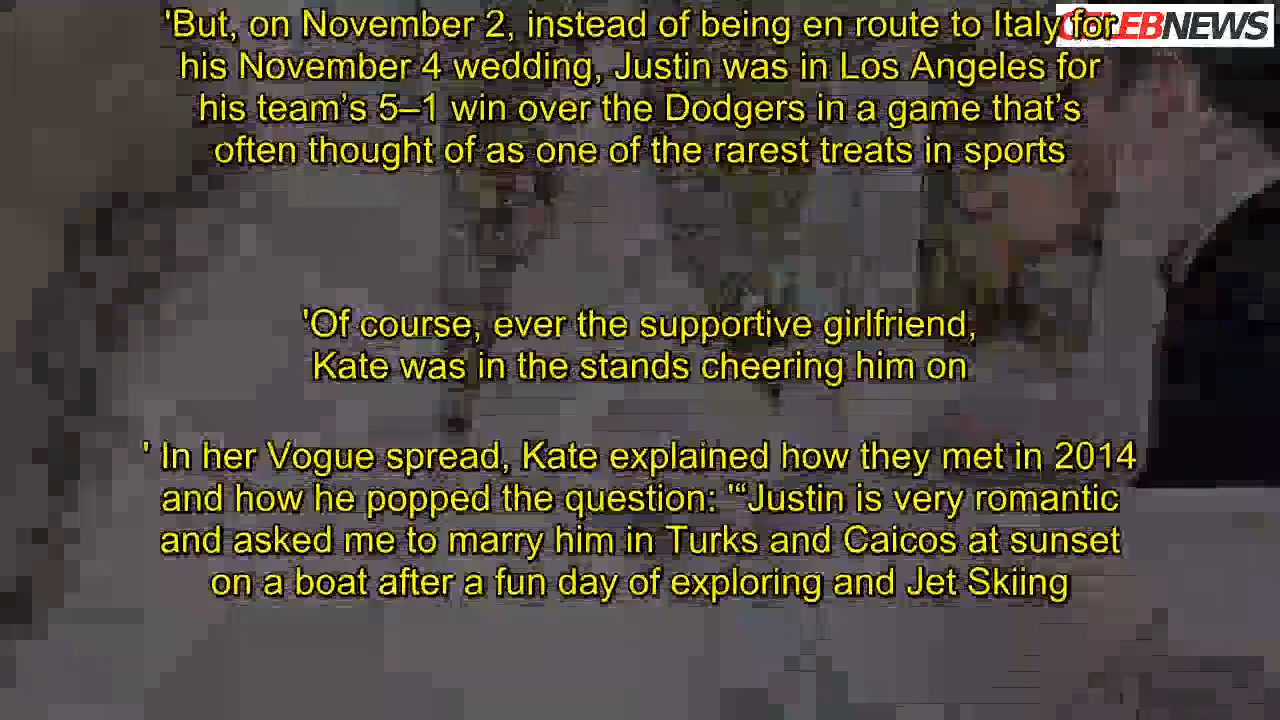 'But, on November 2, instead of being en route to Italy for
CELEBNEWS
his November 4 wedding, Justin was in Los Angeles for
his team’s 5–1 win over the Dodgers in a game that’s
often thought of as one of the rarest treats in sports
'Of course, ever the supportive girlfriend,
Kate was in the stands cheering him on
' In her Vogue spread, Kate explained how they met in 2014
and how he popped the question: '“Justin is very romantic
and asked me to marry him in Turks and Caicos at sunset
on a boat after a fun day of exploring and Jet Skiing